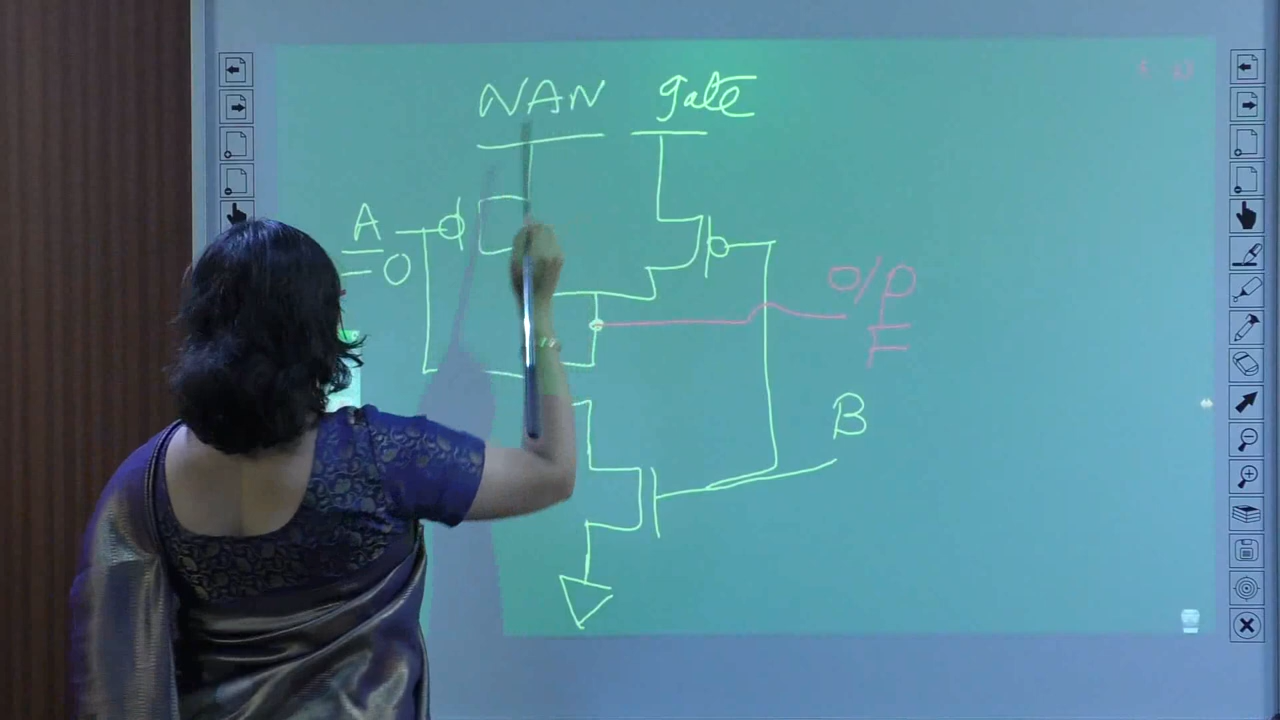 NAN gate
A
= 0
O/P
F
B